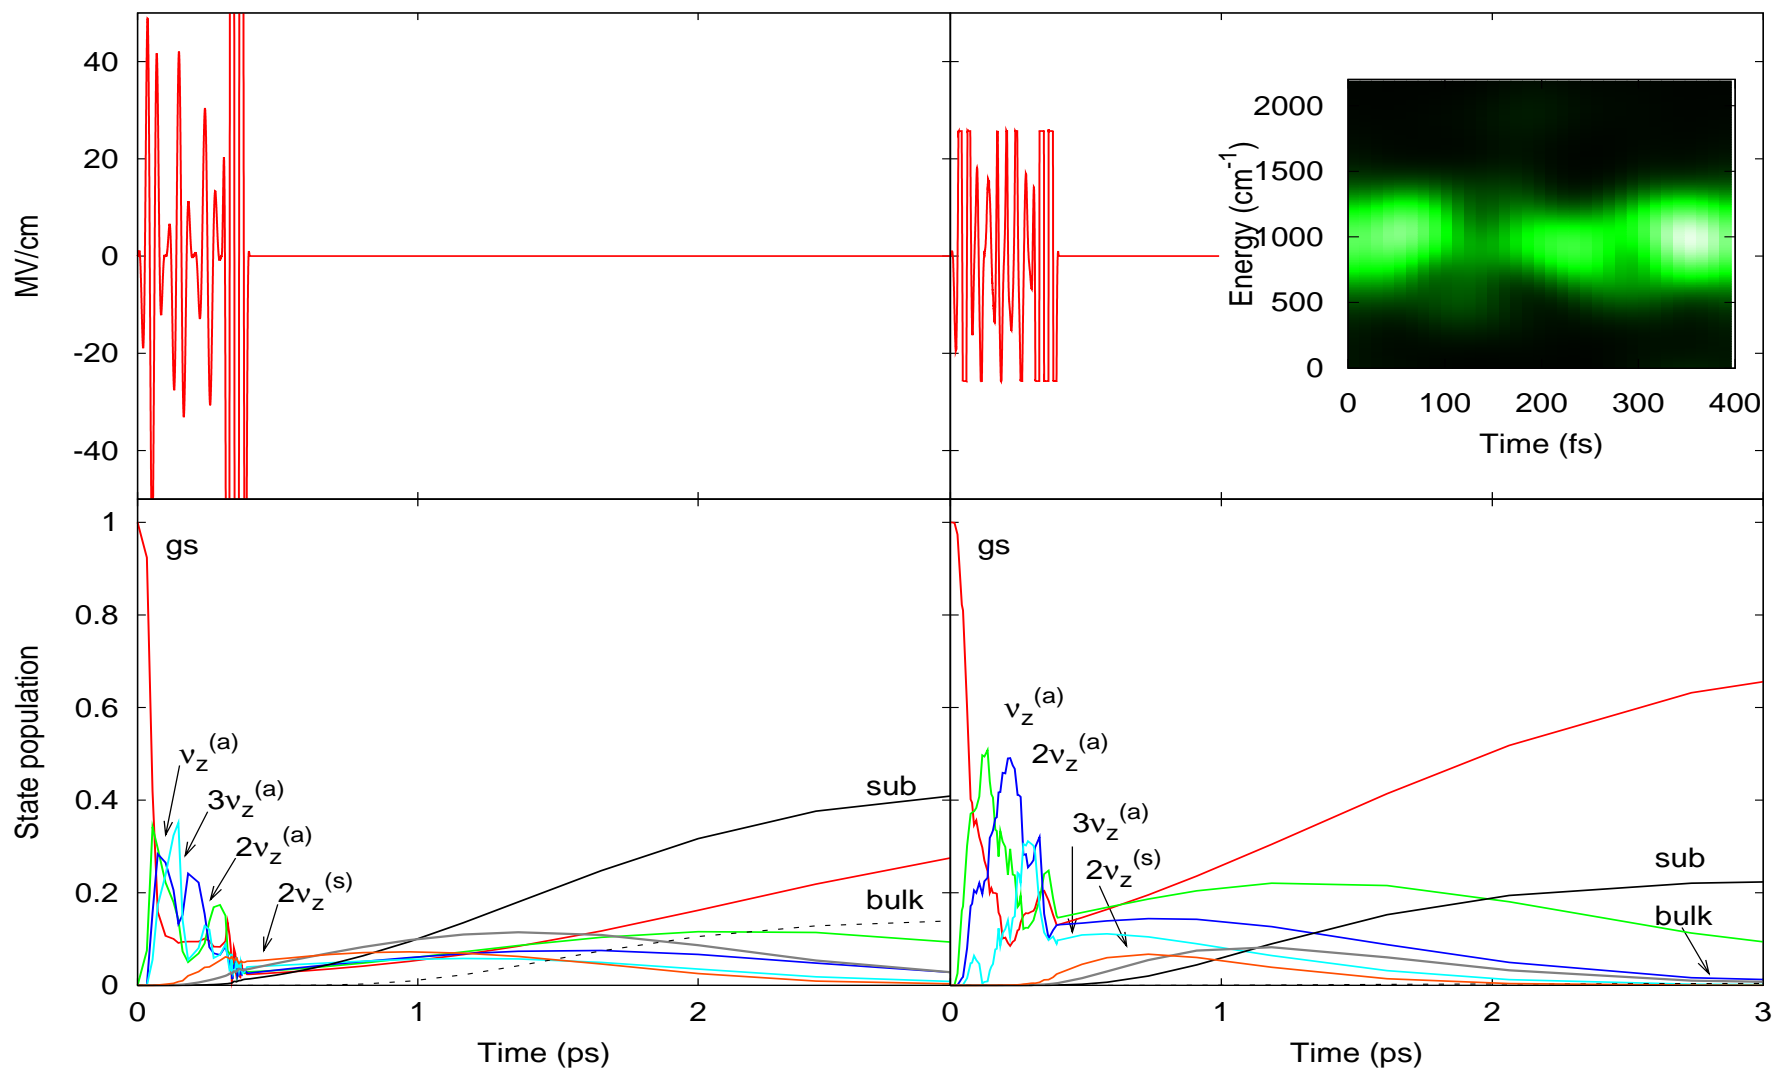 40
20
0
-20
-40
MV/cm
2000
1500
1000
500
0
Energy (cm-1)
0 100 200 300 400
Time (fs)
1
0.8
0.6
0.4
0.2
0
State population
gs
νz(a)
3νz(a)
2νz(a)
2νz(s)
sub
bulk
0 1 2
Time (ps)
gs
νz(a)
2νz(a)
3νz(a)
2νz(s)
sub
bulk
0 1 2 3
Time (ps)